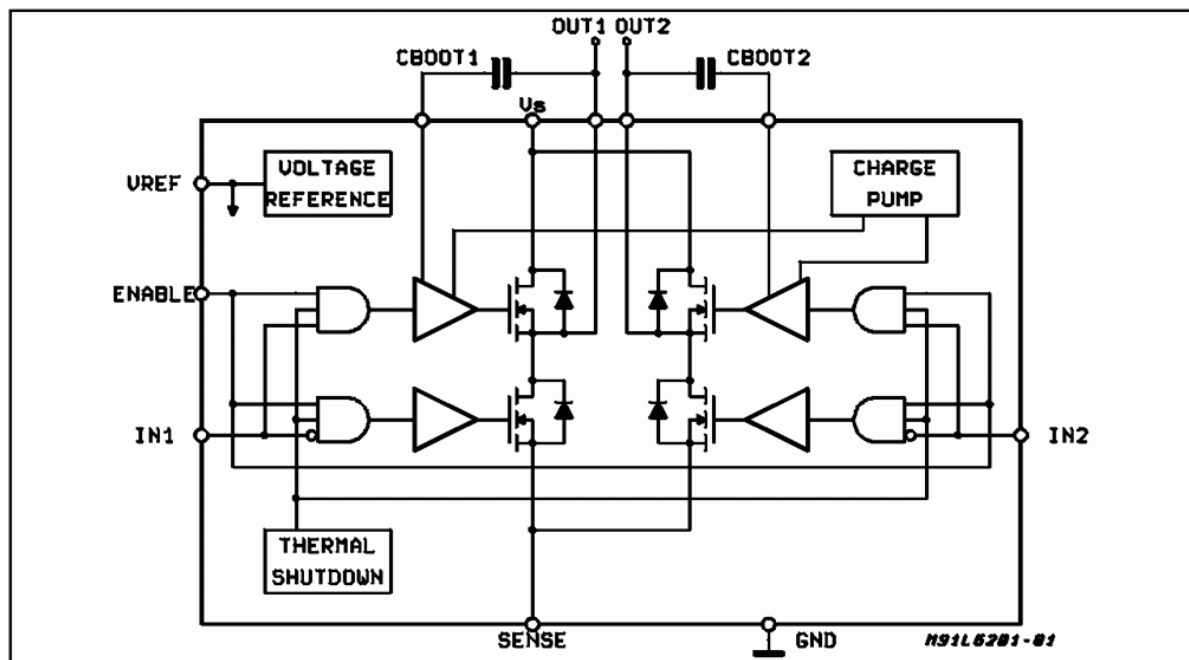 OUT1 OUT2
CBOOT1
CBOOT2
Vs
VREF
VOLTAGE
REFERENCE
CHARGE
PUMP
ENABLE
IN1
IN2
THERMAL
SHUTDOWN
SENSE
GND
M91L6201-01